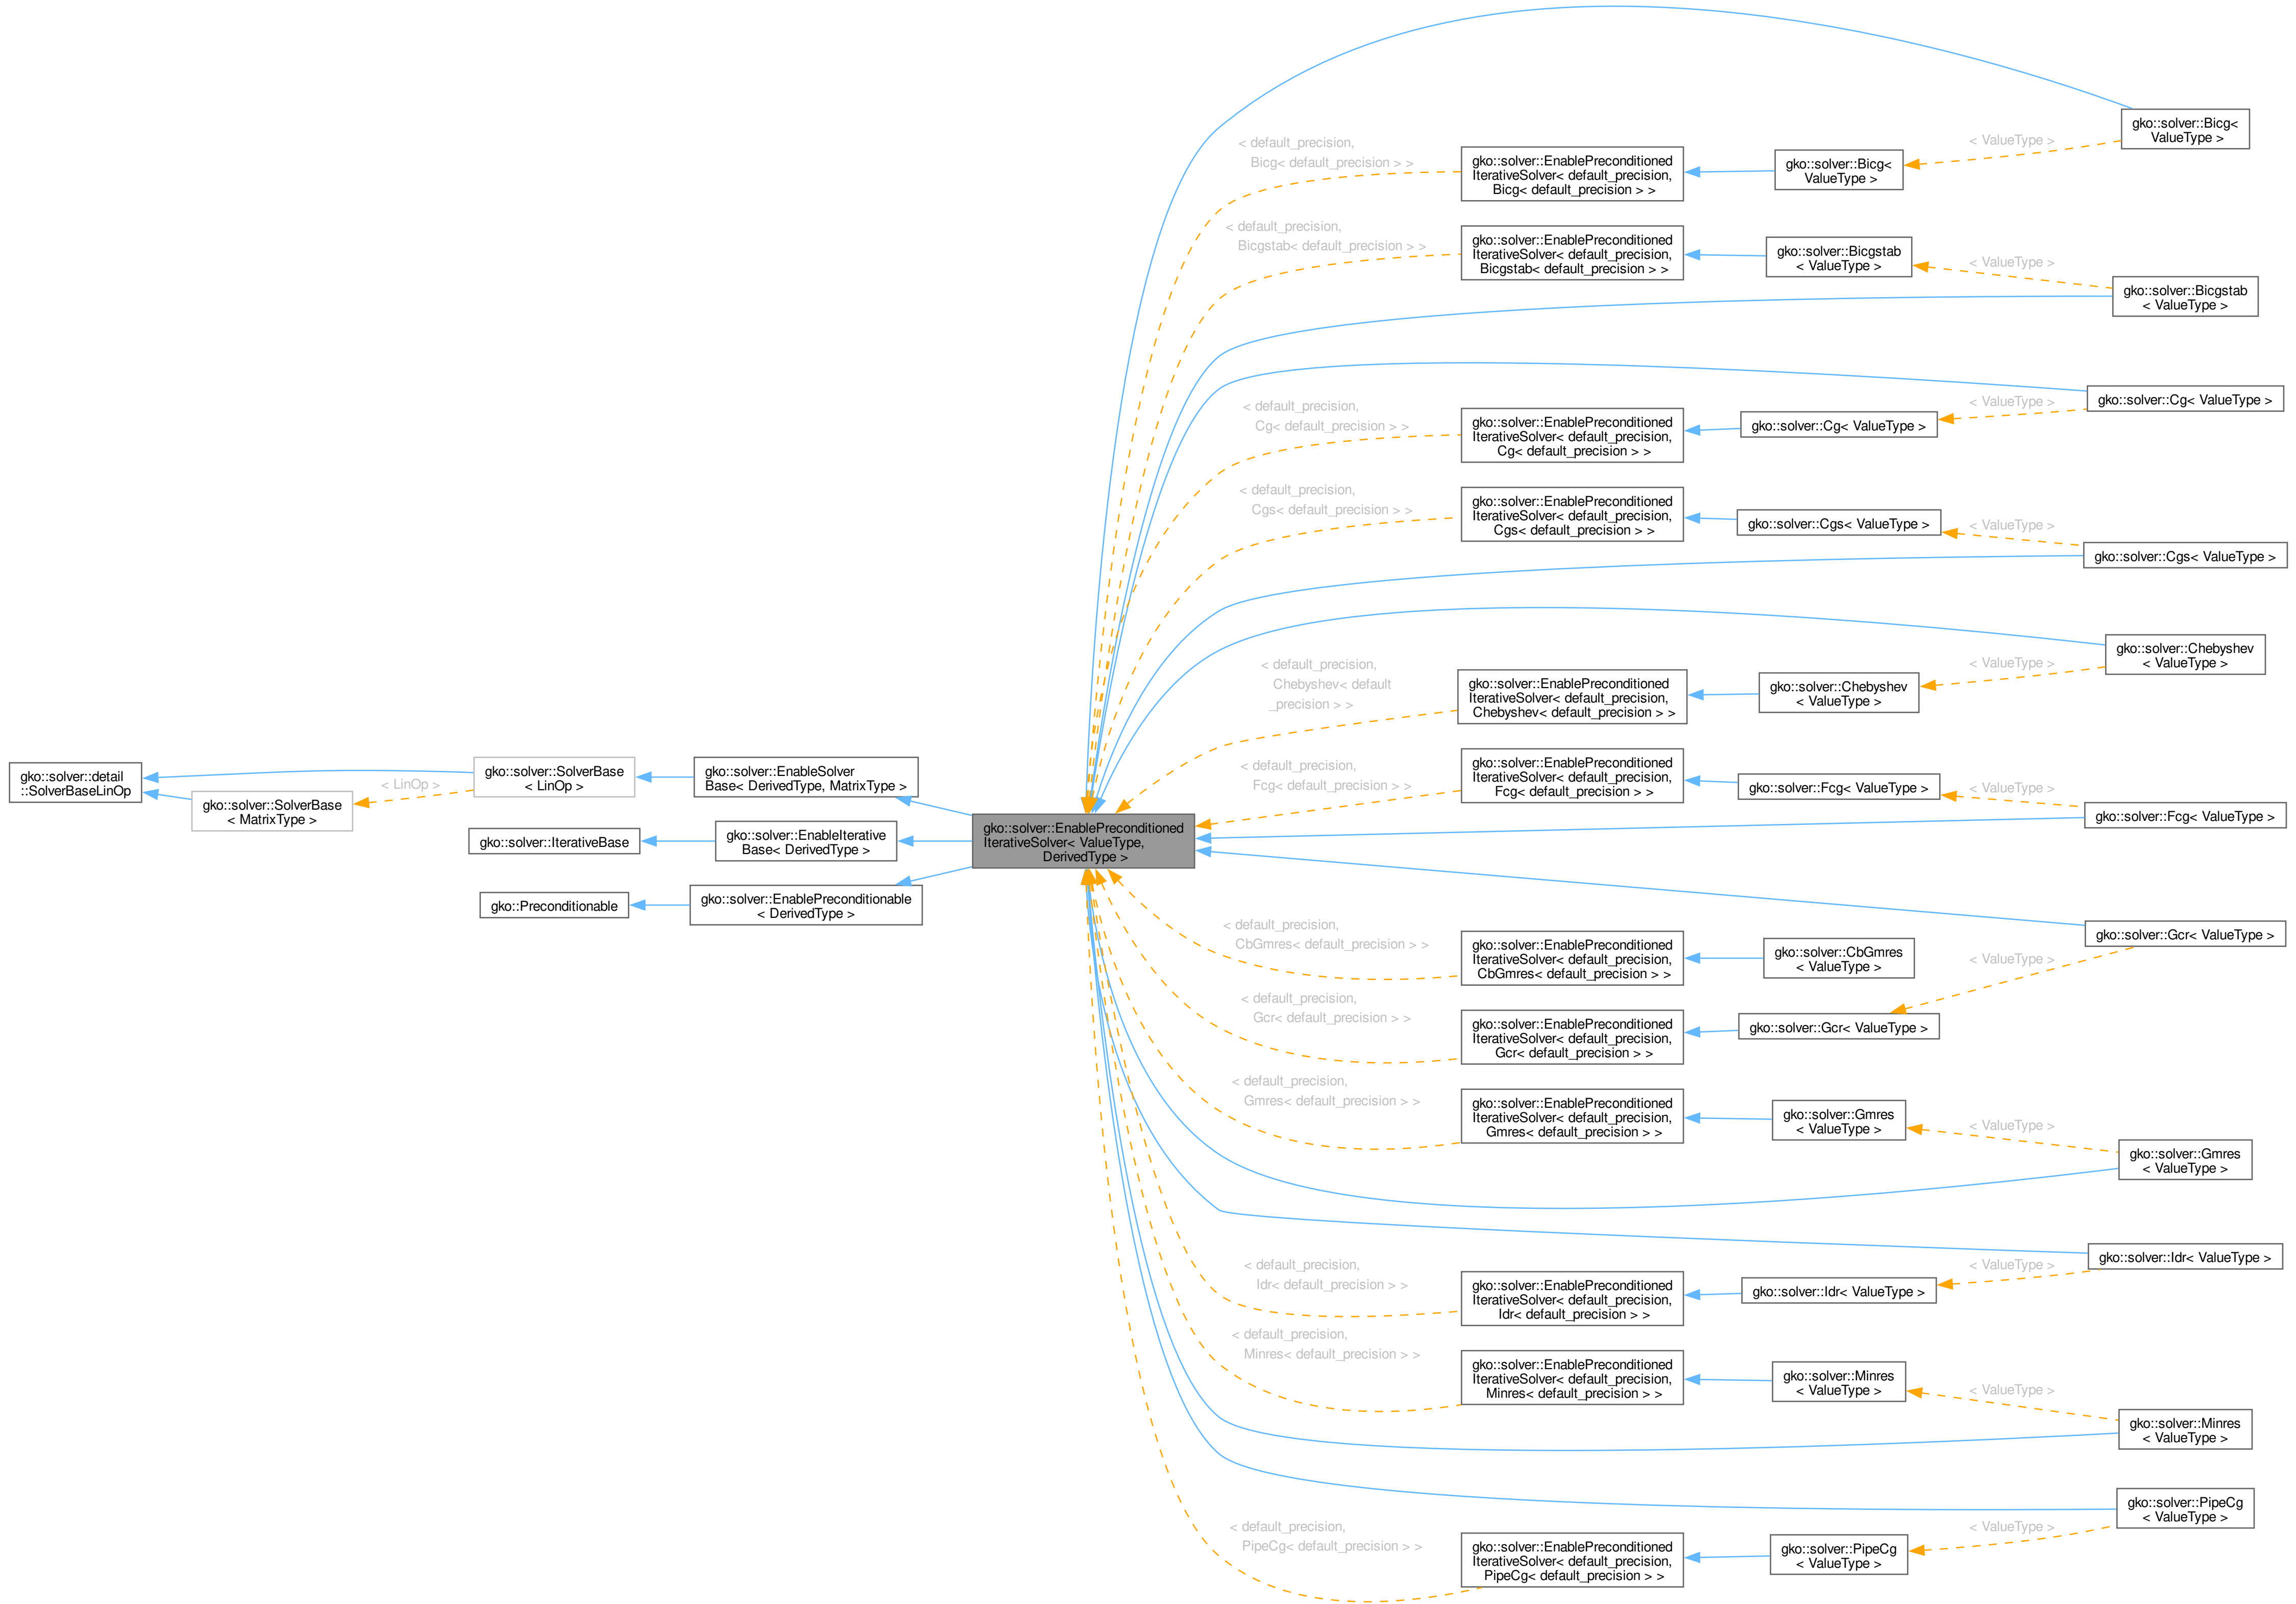 gko::solver::detail
::SolverBaseLinOp
gko::solver::SolverBase
< LinOp >
< LinOp >
gko::solver::SolverBase
< MatrixType >
gko::solver::EnableSolver
Base< DerivedType, MatrixType >
gko::solver::IterativeBase
gko::solver::EnableIterative
Base< DerivedType >
gko::Preconditionable
gko::solver::EnablePreconditionable
< DerivedType >
gko::solver::EnablePreconditioned
IterativeSolver< ValueType,
DerivedType >
< default_precision,
Bicg< default_precision > >
gko::solver::EnablePreconditioned
IterativeSolver< default_precision,
Bicg< default_precision > >
gko::solver::Bicg<
ValueType >
< ValueType >
gko::solver::Bicg<
ValueType >
< default_precision,
Bicgstab< default_precision > >
gko::solver::EnablePreconditioned
IterativeSolver< default_precision,
Bicgstab< default_precision > >
gko::solver::Bicgstab
< ValueType >
< ValueType >
gko::solver::Bicgstab
< ValueType >
< default_precision,
Cg< default_precision > >
gko::solver::EnablePreconditioned
IterativeSolver< default_precision,
Cg< default_precision > >
gko::solver::Cg< ValueType >
< ValueType >
gko::solver::Cg< ValueType >
< default_precision,
Cgs< default_precision > >
gko::solver::EnablePreconditioned
IterativeSolver< default_precision,
Cgs< default_precision > >
gko::solver::Cgs< ValueType >
< ValueType >
gko::solver::Cgs< ValueType >
< default_precision,
Chebyshev< default
_precision > >
gko::solver::EnablePreconditioned
IterativeSolver< default_precision,
Chebyshev< default_precision > >
gko::solver::Chebyshev
< ValueType >
< ValueType >
gko::solver::Chebyshev
< ValueType >
< default_precision,
Fcg< default_precision > >
gko::solver::EnablePreconditioned
IterativeSolver< default_precision,
Fcg< default_precision > >
gko::solver::Fcg< ValueType >
< ValueType >
gko::solver::Fcg< ValueType >
< default_precision,
CbGmres< default_precision > >
gko::solver::EnablePreconditioned
IterativeSolver< default_precision,
CbGmres< default_precision > >
gko::solver::CbGmres
< ValueType >
< default_precision,
Gcr< default_precision > >
gko::solver::EnablePreconditioned
IterativeSolver< default_precision,
Gcr< default_precision > >
gko::solver::Gcr< ValueType >
< ValueType >
gko::solver::Gcr< ValueType >
< default_precision,
Gmres< default_precision > >
gko::solver::EnablePreconditioned
IterativeSolver< default_precision,
Gmres< default_precision > >
gko::solver::Gmres
< ValueType >
< ValueType >
gko::solver::Gmres
< ValueType >
< default_precision,
Idr< default_precision > >
gko::solver::EnablePreconditioned
IterativeSolver< default_precision,
Idr< default_precision > >
gko::solver::Idr< ValueType >
< ValueType >
gko::solver::Idr< ValueType >
< default_precision,
Minres< default_precision > >
gko::solver::EnablePreconditioned
IterativeSolver< default_precision,
Minres< default_precision > >
gko::solver::Minres
< ValueType >
< ValueType >
gko::solver::Minres
< ValueType >
< default_precision,
PipeCg< default_precision > >
gko::solver::EnablePreconditioned
IterativeSolver< default_precision,
PipeCg< default_precision > >
gko::solver::PipeCg
< ValueType >
< ValueType >
gko::solver::PipeCg
< ValueType >